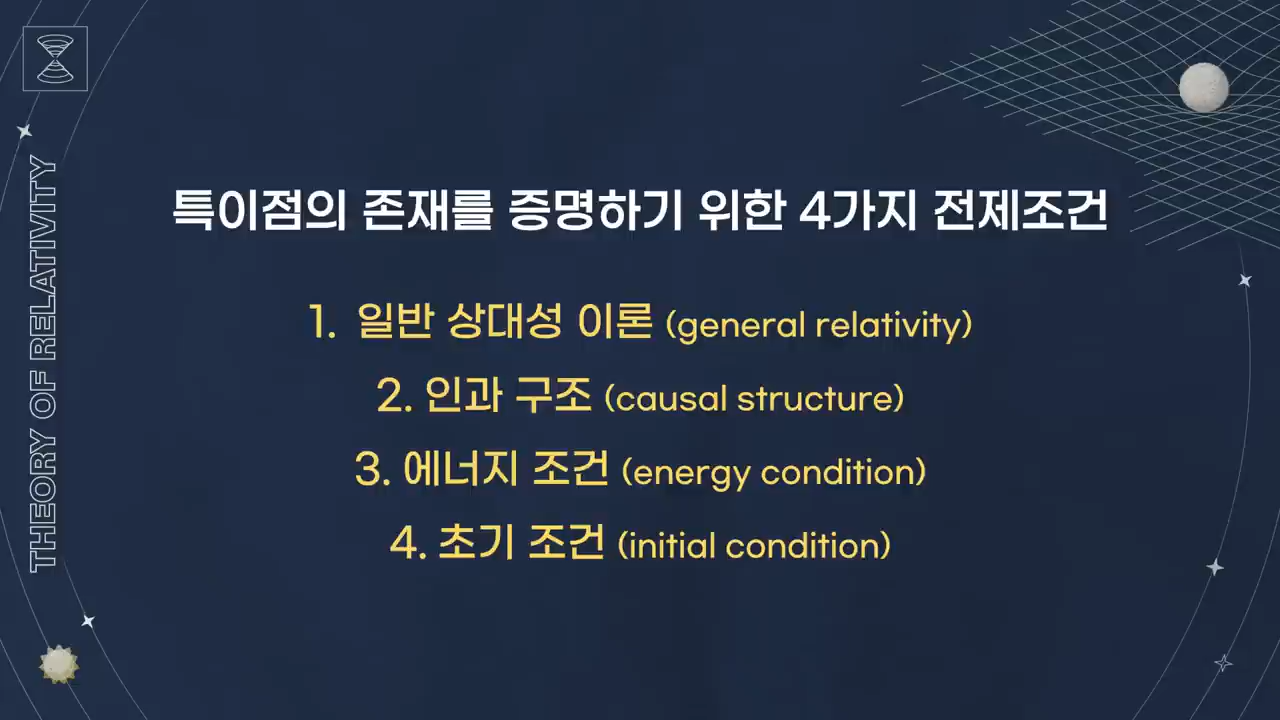 THEORY OF RELATIVITY
특이점의 존재를 증명하기 위한 4가지 전제조건
1. 일반 상대성 이론 (general relativity)
2. 인과 구조 (causal structure)
3. 에너지 조건 (energy condition)
4. 초기 조건 (initial condition)